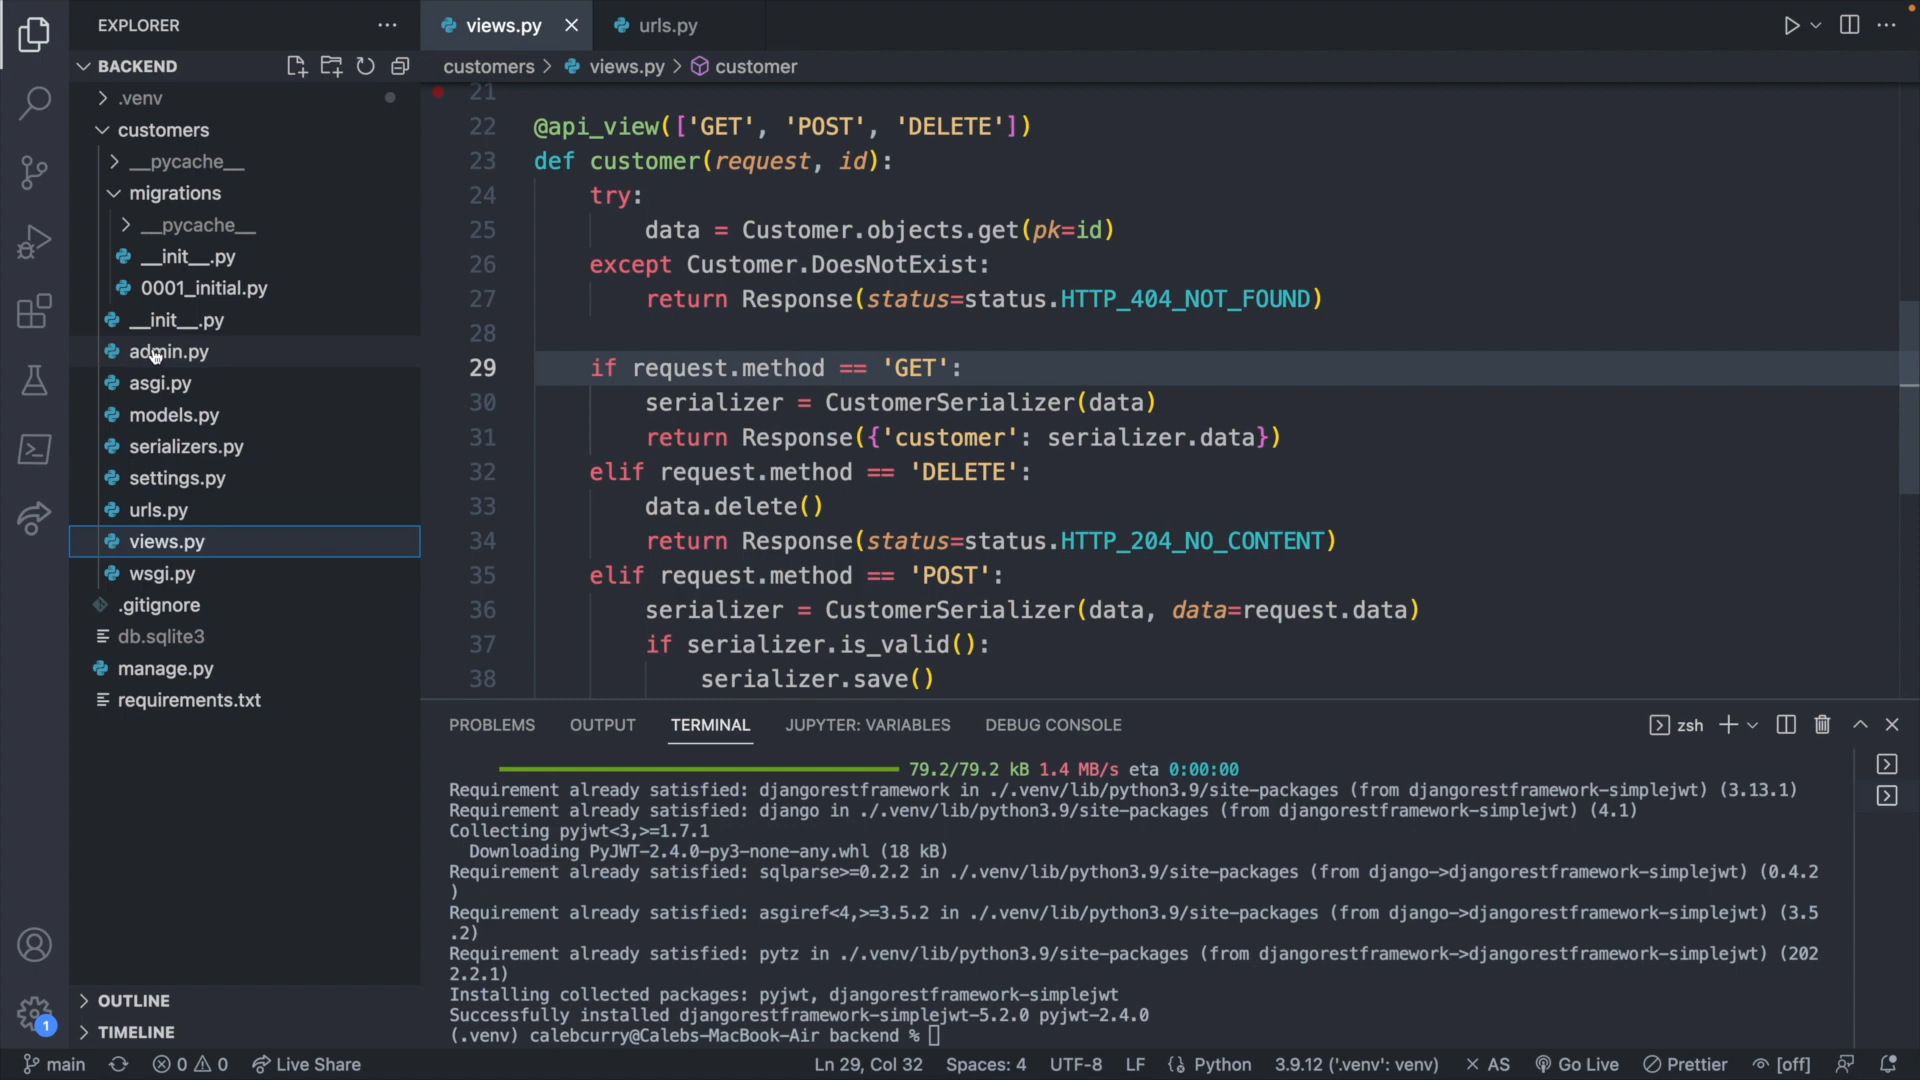 EXPLORER
BACKEND
.venv
customers
__pycache__
migrations
__pycache__
__init__.py
0001_initial.py
__init__.py
admin.py
asgi.py
models.py
serializers.py
settings.py
urls.py
views.py
wsgi.py
.gitignore
db.sqlite3
manage.py
requirements.txt
OUTLINE
TIMELINE
views.py
urls.py
customers > views.py > customer
21
22 @api_view(['GET', 'POST', 'DELETE'])
23 def customer(request, id):
24 try:
25 data = Customer.objects.get(pk=id)
26 except Customer.DoesNotExist:
27 return Response(status=status.HTTP_404_NOT_FOUND)
28
29 if request.method == 'GET':
30 serializer = CustomerSerializer(data)
31 return Response({'customer': serializer.data})
32 elif request.method == 'DELETE':
33 data.delete()
34 return Response(status=status.HTTP_204_NO_CONTENT)
35 elif request.method == 'POST':
36 serializer = CustomerSerializer(data, data=request.data)
37 if serializer.is_valid():
38 serializer.save()
PROBLEMS OUTPUT TERMINAL JUPYTER: VARIABLES DEBUG CONSOLE
zsh
79.2/79.2 kB 1.4 MB/s eta 0:00:00
Requirement already satisfied: djangorestframework in ./.venv/lib/python3.9/site-packages (from djangorestframework-simplejwt) (3.13.1)
Requirement already satisfied: django in ./.venv/lib/python3.9/site-packages (from djangorestframework-simplejwt) (4.1)
Collecting pyjwt<3,>=1.7.1
Downloading PyJWT-2.4.0-py3-none-any.whl (18 kB)
Requirement already satisfied: sqlparse>=0.2.2 in ./.venv/lib/python3.9/site-packages (from django->djangorestframework-simplejwt) (0.4.2
)
Requirement already satisfied: asgiref<4,>=3.5.2 in ./.venv/lib/python3.9/site-packages (from django->djangorestframework-simplejwt) (3.5
.2)
Requirement already satisfied: pytz in ./.venv/lib/python3.9/site-packages (from djangorestframework->djangorestframework-simplejwt) (202
2.2.1)
Installing collected packages: pyjwt, djangorestframework-simplejwt
Successfully installed djangorestframework-simplejwt-5.2.0 pyjwt-2.4.0
(.venv) calebcurry@Calebs-MacBook-Air backend %
1
main 0 0 Live Share Ln 29, Col 32 Spaces: 4 UTF-8 LF Python 3.9.12 ('.venv': venv) AS Go Live Prettier [off]